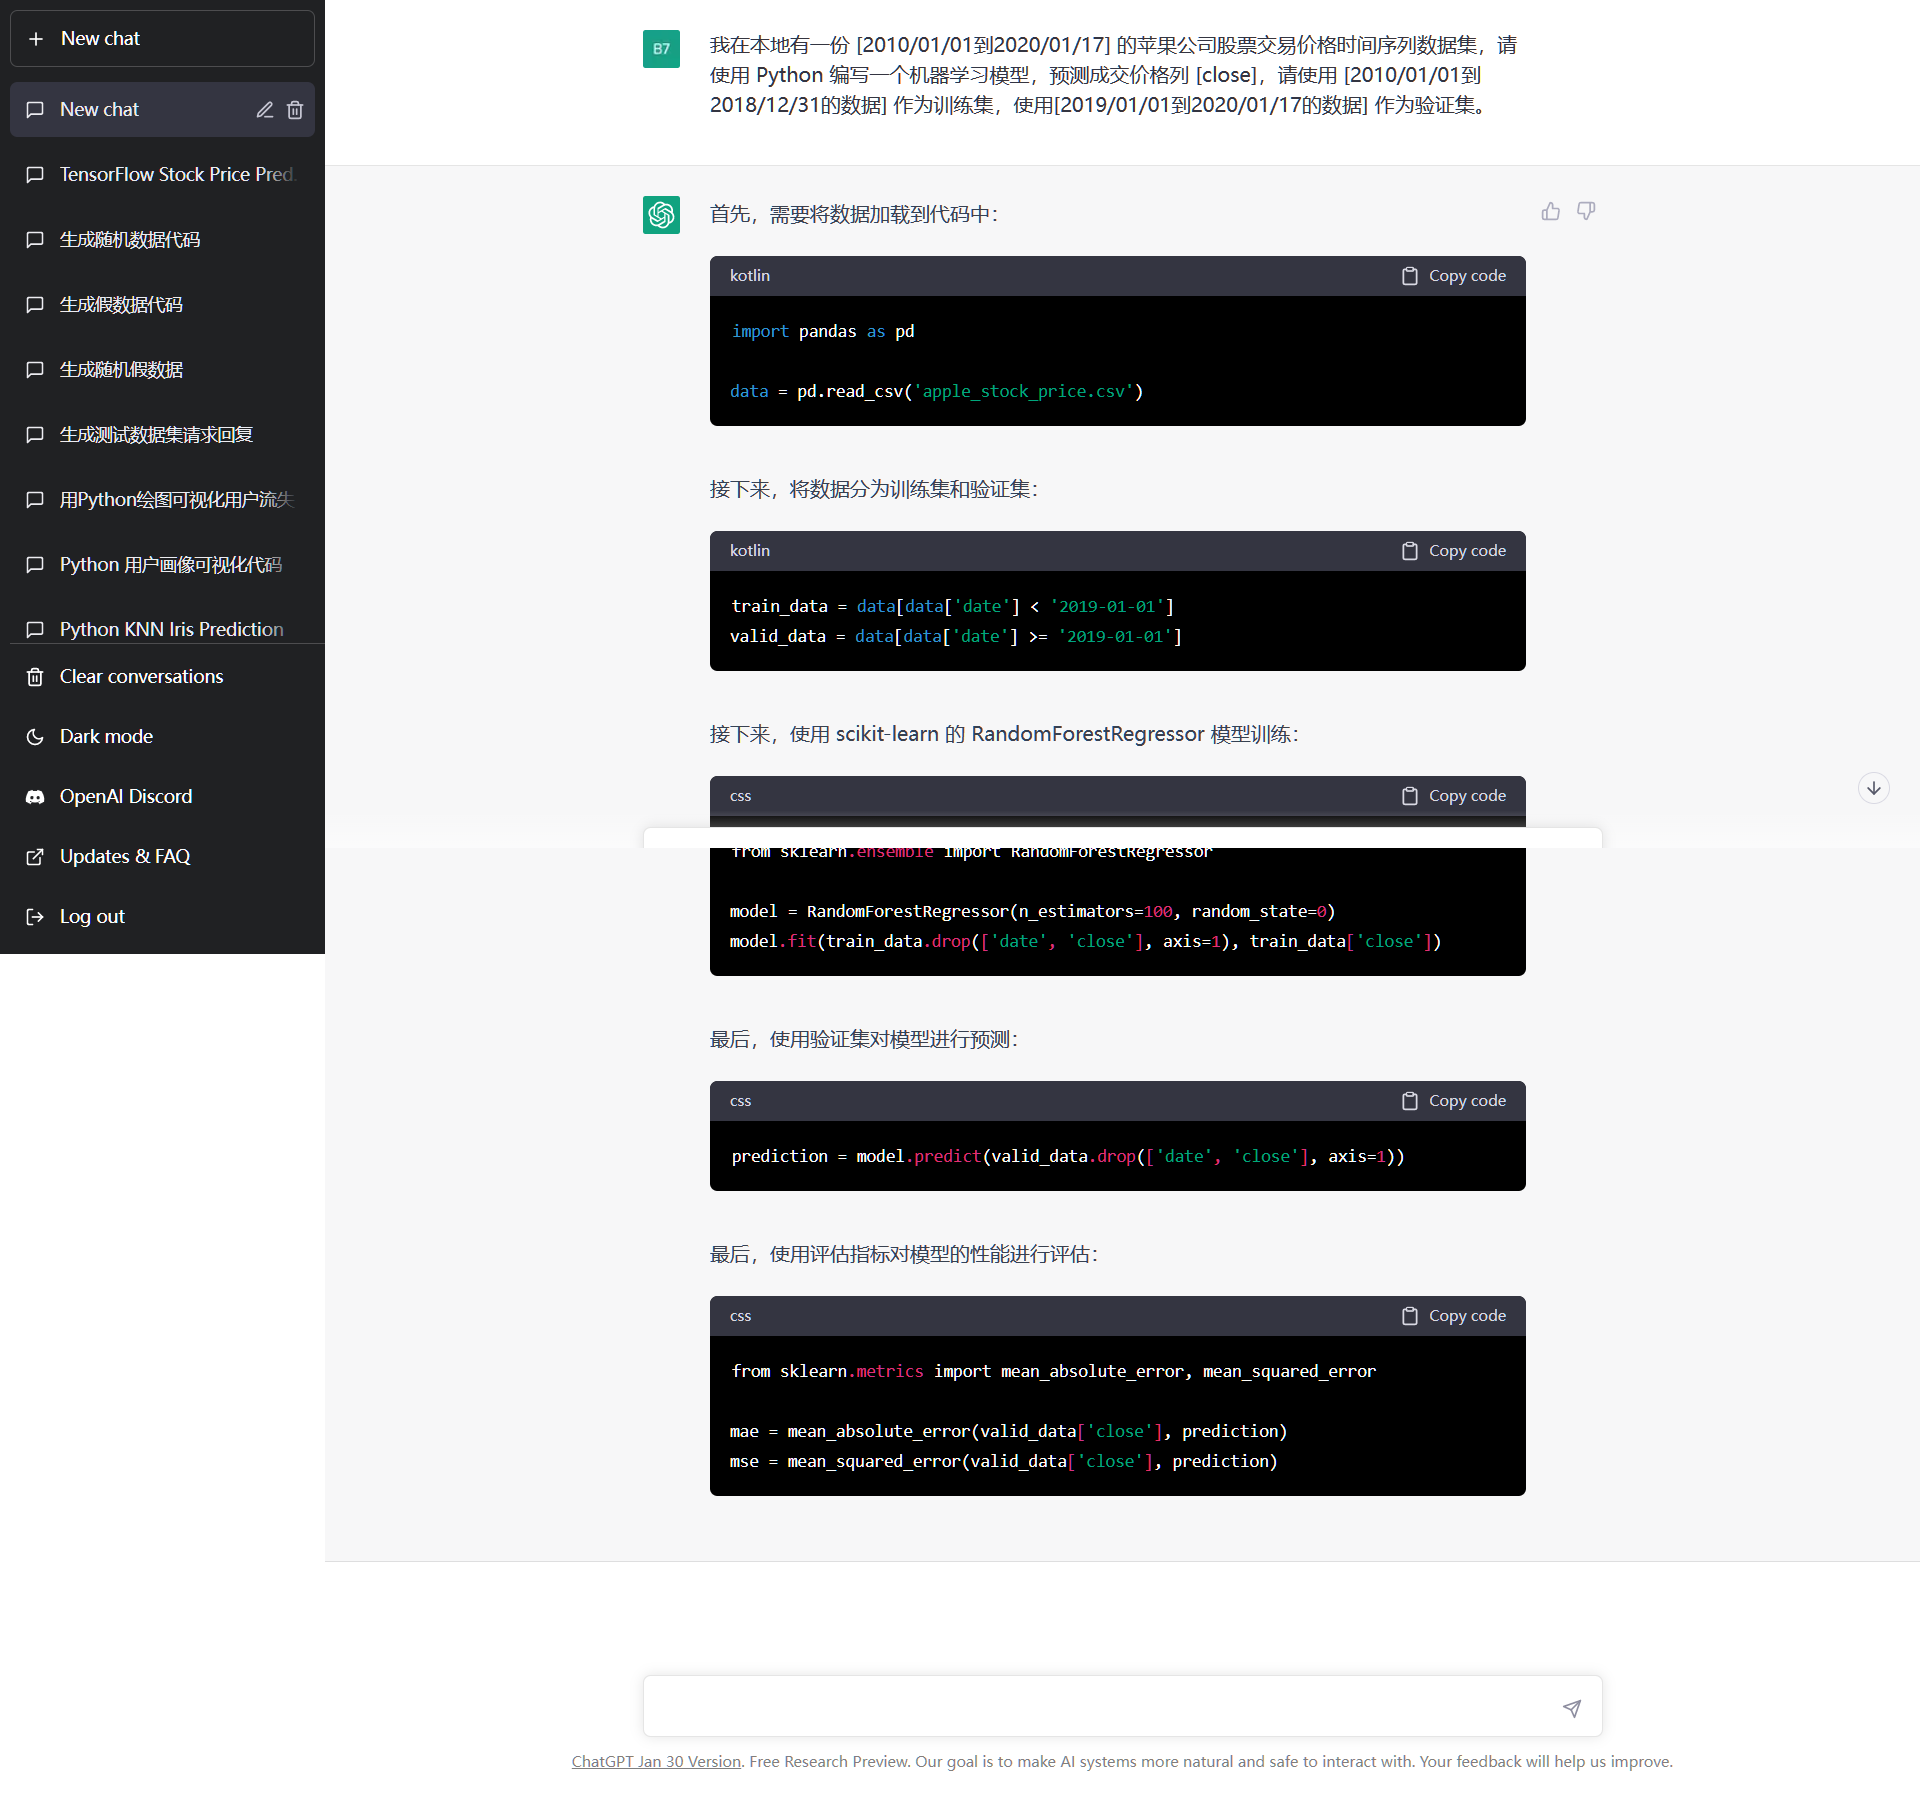 New chat
New chat
TensorFlow Stock Price Pred
生成随机数据代码
生成假数据代码
生成随机假数据
生成测试数据集请求回复
用Python绘图可视化用户流失
Python 用户画像可视化代码
Python KNN Iris Prediction
Clear conversations
Dark mode
OpenAI Discord
Updates & FAQ
Log out
B7
我在本地有一份 [2010/01/01到2020/01/17] 的苹果公司股票交易价格时间序列数据集，请
使用 Python 编写一个机器学习模型，预测成交价格列 [close]，请使用 [2010/01/01到
2018/12/31的数据] 作为训练集，使用[2019/01/01到2020/01/17的数据] 作为验证集。
首先，需要将数据加载到代码中：
kotlin
Copy code
import pandas as pd
data = pd.read_csv('apple_stock_price.csv')
接下来，将数据分为训练集和验证集：
kotlin
Copy code
train_data = data[data['date'] < '2019-01-01']
valid_data = data[data['date'] >= '2019-01-01']
接下来，使用 scikit-learn 的 RandomForestRegressor 模型训练：
css
Copy code
from sklearn.ensemble import RandomForestRegressor
model = RandomForestRegressor(n_estimators=100, random_state=0)
model.fit(train_data.drop(['date', 'close'], axis=1), train_data['close'])
最后，使用验证集对模型进行预测：
css
Copy code
prediction = model.predict(valid_data.drop(['date', 'close'], axis=1))
最后，使用评估指标对模型的性能进行评估：
css
Copy code
from sklearn.metrics import mean_absolute_error, mean_squared_error
mae = mean_absolute_error(valid_data['close'], prediction)
mse = mean_squared_error(valid_data['close'], prediction)
ChatGPT Jan 30 Version. Free Research Preview. Our goal is to make AI systems more natural and safe to interact with. Your feedback will help us improve.